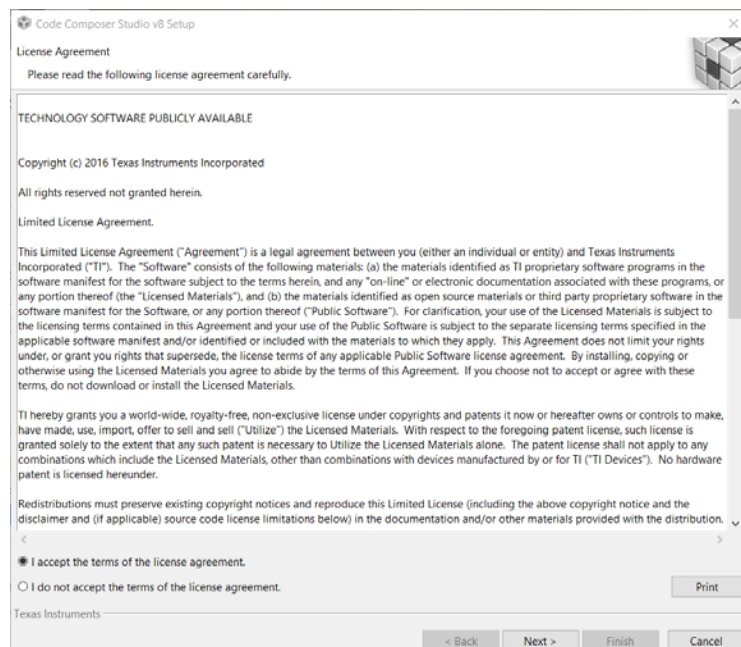 Code Composer Studio v8 Setup
License Agreement
Please read the following license agreement carefully.
TECHNOLOGY SOFTWARE PUBLICLY AVAILABLE
Copyright (c) 2016 Texas Instruments Incorporated
All rights reserved not granted herein.
Limited License Agreement.
This Limited License Agreement ("Agreement") is a legal agreement between you (either an individual or entity) and Texas Instruments
Incorporated ("TI").  The "Software" consists of the following materials: (a) the materials identified as TI proprietary software programs in the
software manifest for the software subject to the terms herein, and any "on-line" or electronic documentation associated with these programs, or
any portion thereof (the "Licensed Materials"), and (b) the materials identified as open source materials or third party proprietary software in the
software manifest for the Software, or any portion thereof ("Public Software").  For clarification, your use of the Licensed Materials is subject to
the licensing terms contained in this Agreement and your use of the Public Software is subject to the separate licensing terms specified in the
applicable software manifest and/or identified or included with the materials to which they apply.  This Agreement does not limit your rights
under, or grant you rights that supersede, the license terms of any applicable Public Software license agreement.  By installing, copying or
otherwise using the Licensed Materials you agree to abide by the terms of this Agreement.  If you choose not to accept or agree with these
terms, do not download or install the Licensed Materials.
TI hereby grants you a world-wide, royalty-free, non-exclusive license under copyrights and patents it now or hereafter owns or controls to make,
have made, use, import, offer to sell and sell ("Utilize") the Licensed Materials.  With respect to the foregoing patent license, such license is
granted solely to the extent that any such patent is necessary to Utilize the Licensed Materials alone.  The patent license shall not apply to any
combinations which include the Licensed Materials, other than combinations with devices manufactured by or for TI ("TI Devices").  No hardware
patent is licensed hereunder.
Redistributions must preserve existing copyright notices and reproduce this Limited License (including the above copyright notice and the
disclaimer and (if applicable) source code license limitations below) in the documentation and/or other materials provided with the distribution.
I accept the terms of the license agreement.
I do not accept the terms of the license agreement.
Print
Texas Instruments
< Back Next > Finish Cancel